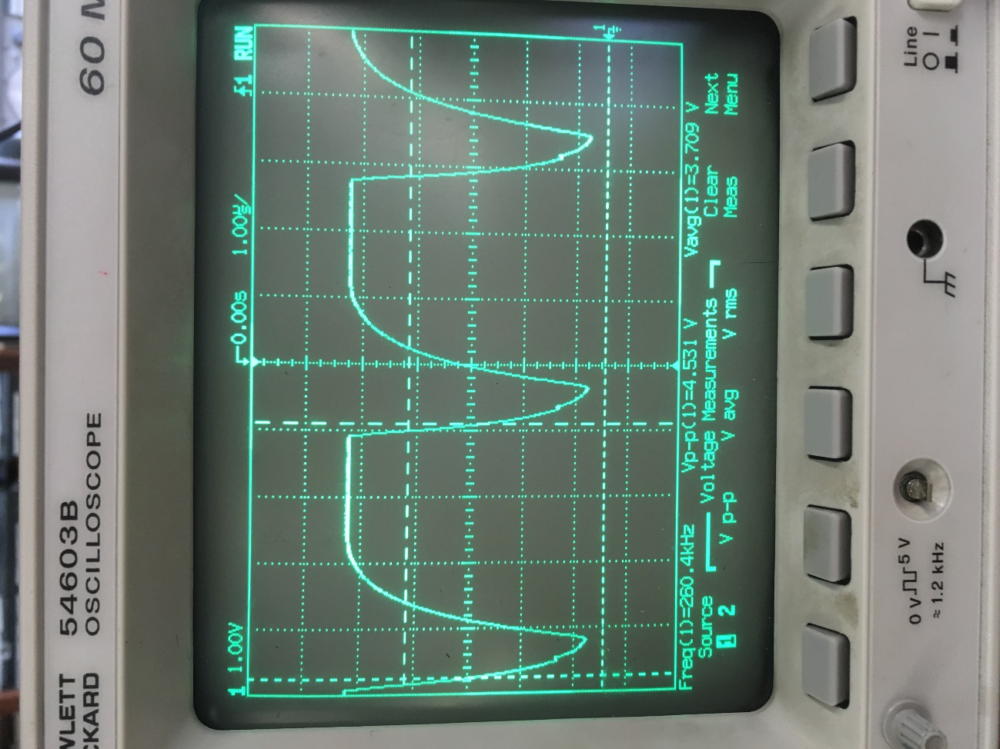 WLETT
CKARD
54603B
OSCILLOSCOPE
60 M
1 1.00V
0.00s
1.00µs/
1 RUN
1
Freq(1)=260.4kHz
Vp-p(1)=4.531 V
Vavg(1)=3.709 V
Source
Voltage Measurements
Clear
Next
1 2
V p-p
V avg
V rms
Meas
Menu
0 V
5 V
≈ 1.2 kHz
Line